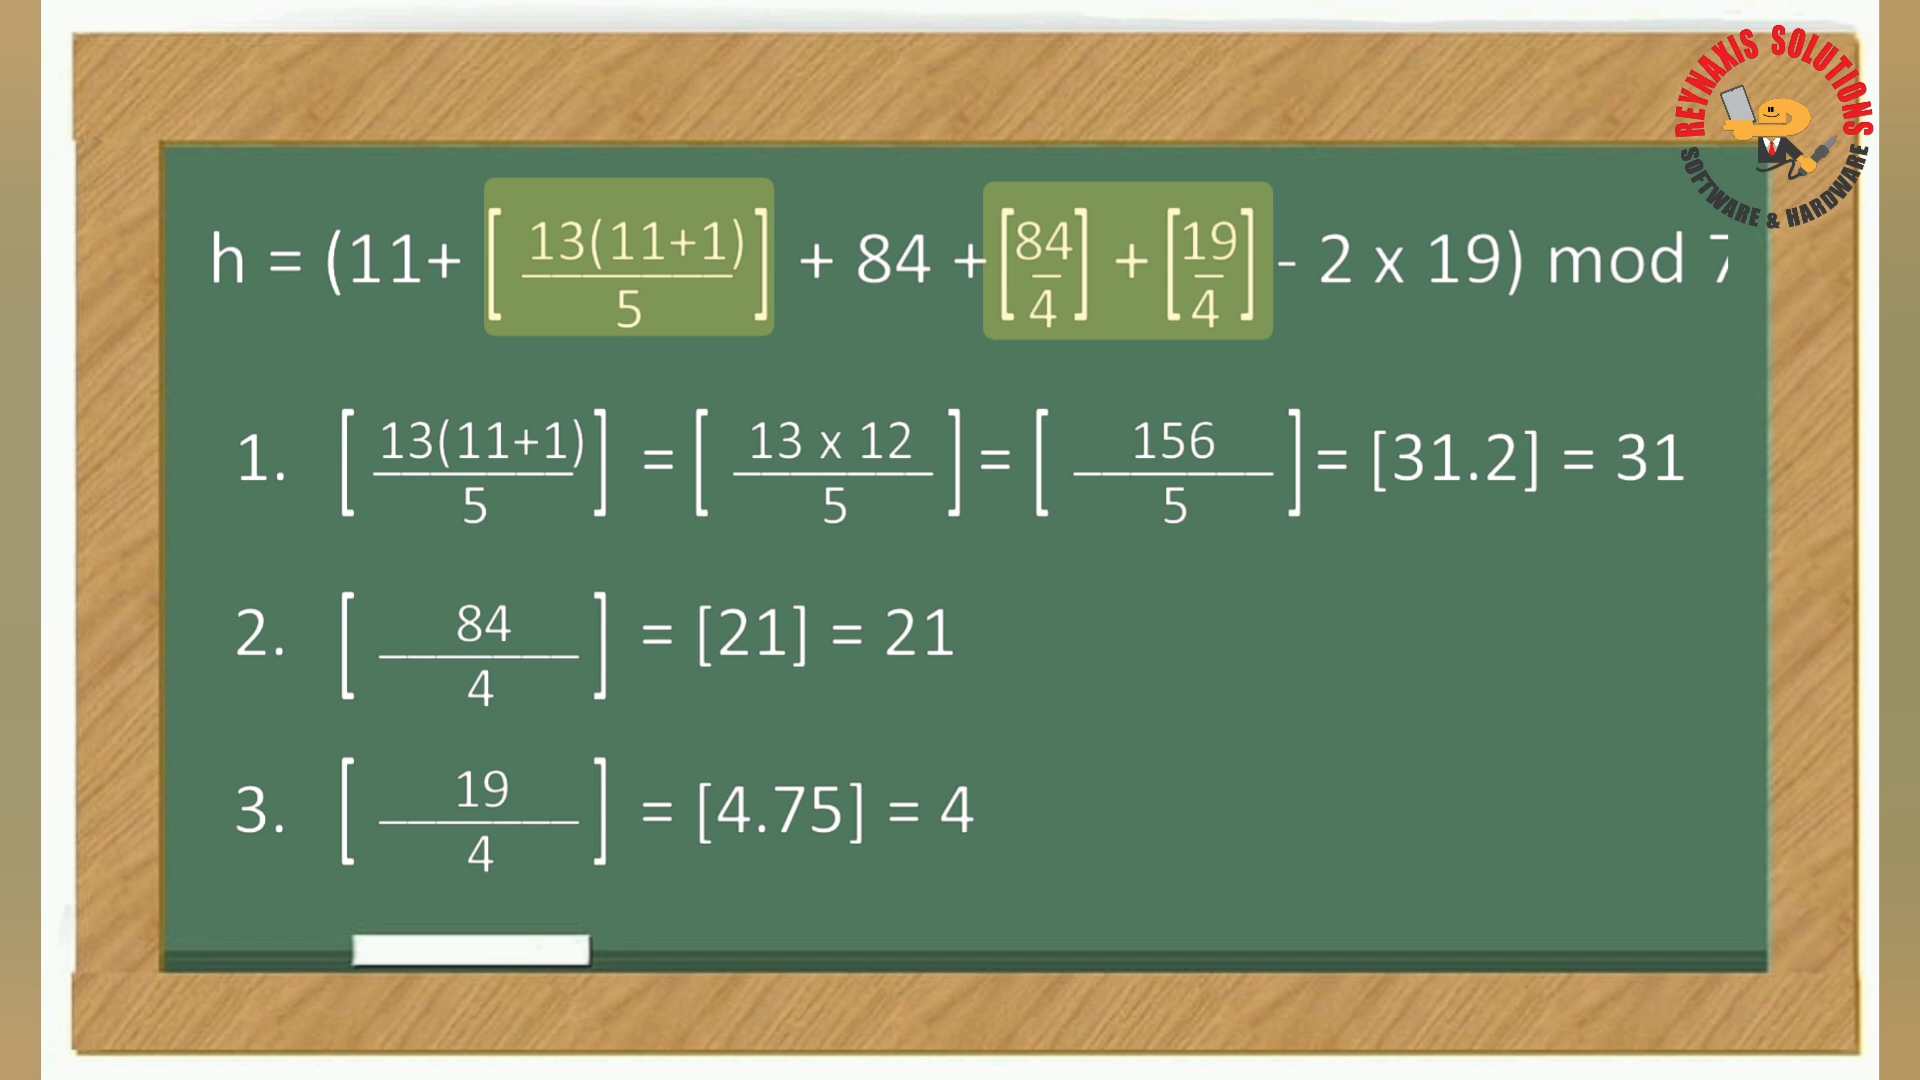 REYNAXIS SOLUTIONS
SOFTWARE & HARDWARE
h = (11+ [ 13(11+1) / 5 ] + 84 + [ 84 / 4 ] + [ 19 / 4 ] - 2 x 19) mod 7
1. [ 13(11+1) / 5 ] = [ 13 x 12 / 5 ] = [ 156 / 5 ] = [31.2] = 31
2. [ 84 / 4 ] = [21] = 21
3. [ 19 / 4 ] = [4.75] = 4